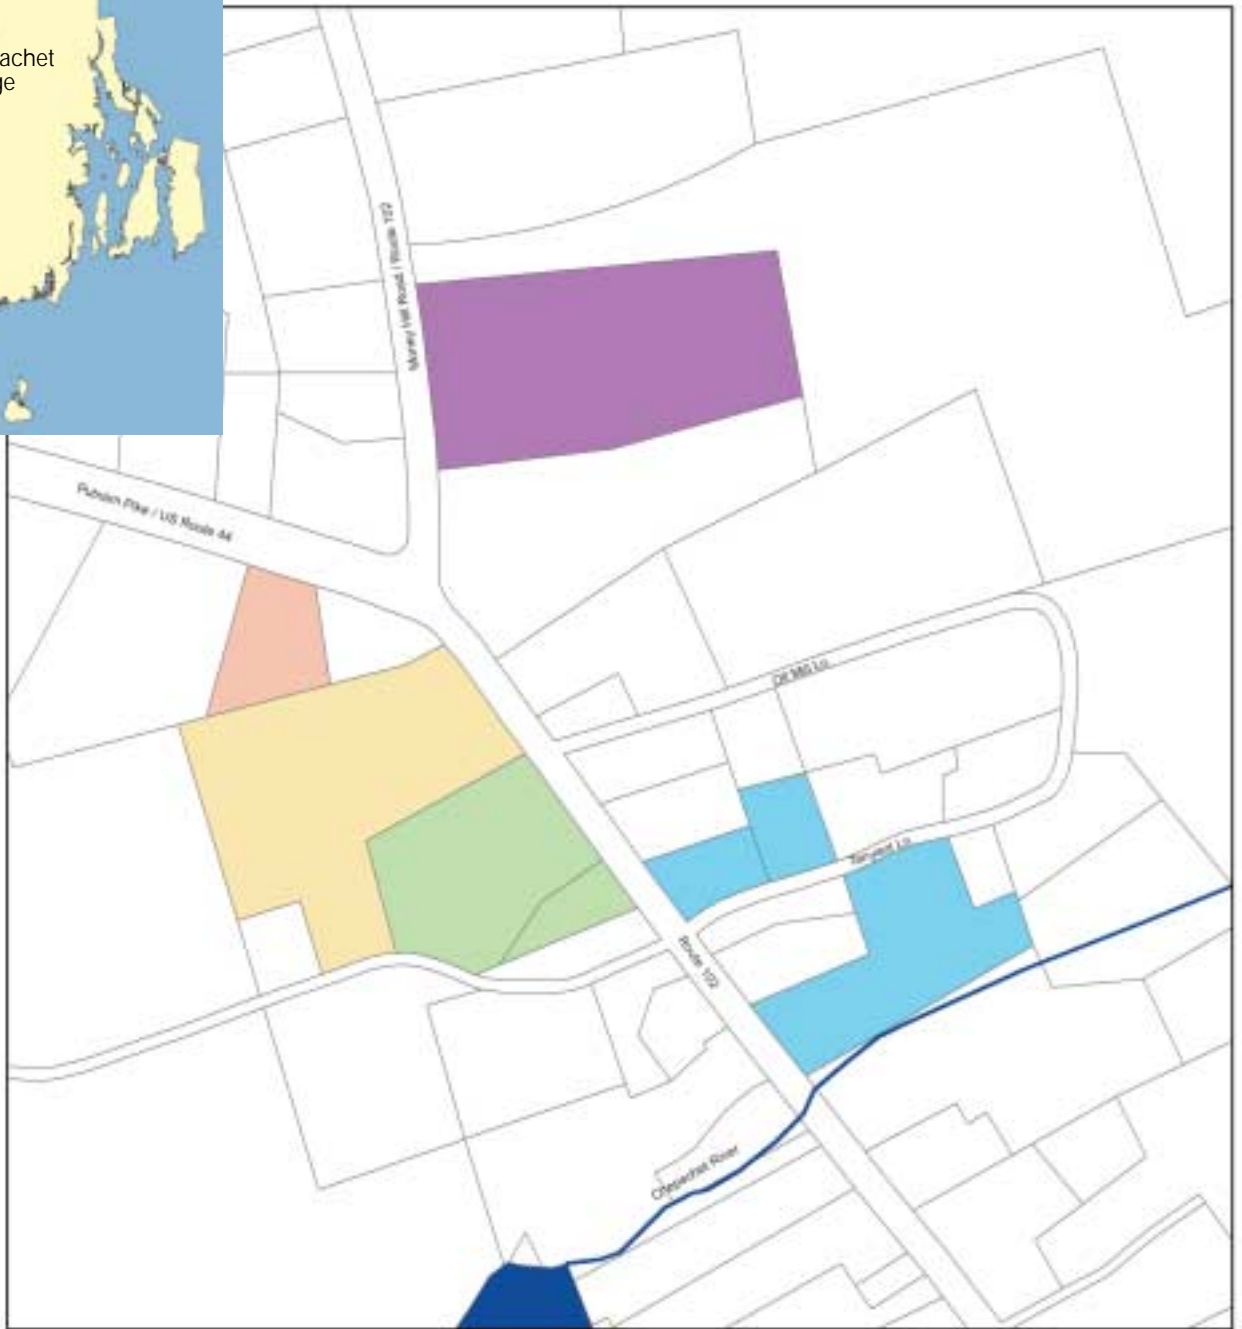 achet
ge
Money Hill Road / Route 102
Putnam Pike / US Route 44
Old Mill Ln
Tanyard Ln
Route 102
Chepachet River